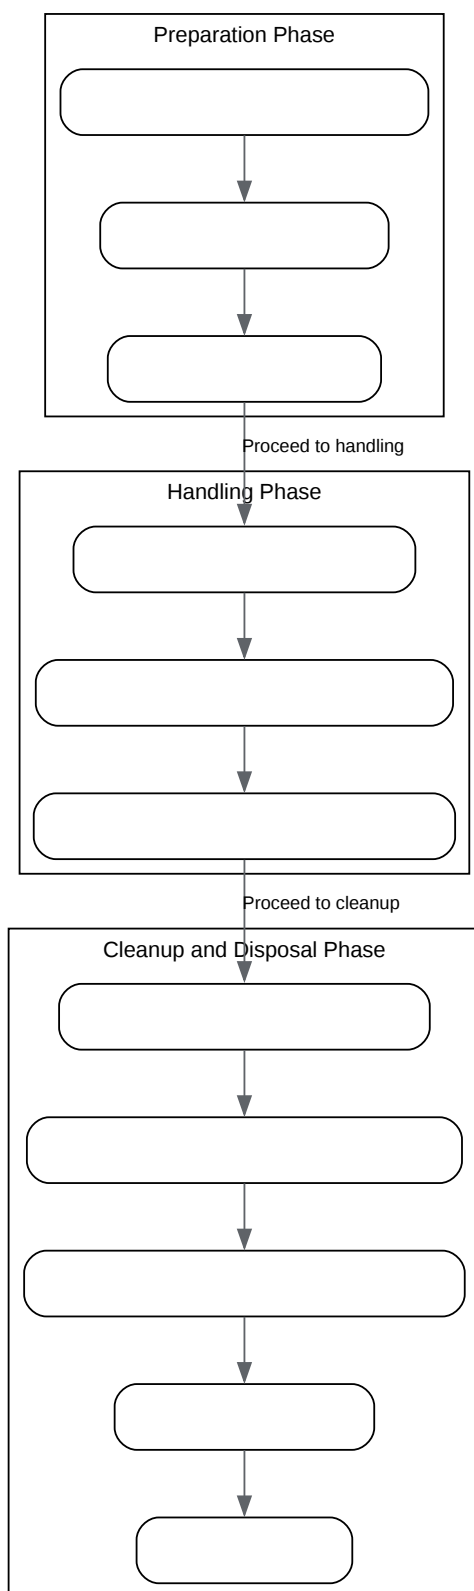 Preparation Phase
Proceed to handling
Handling Phase
Proceed to cleanup
Cleanup and Disposal Phase